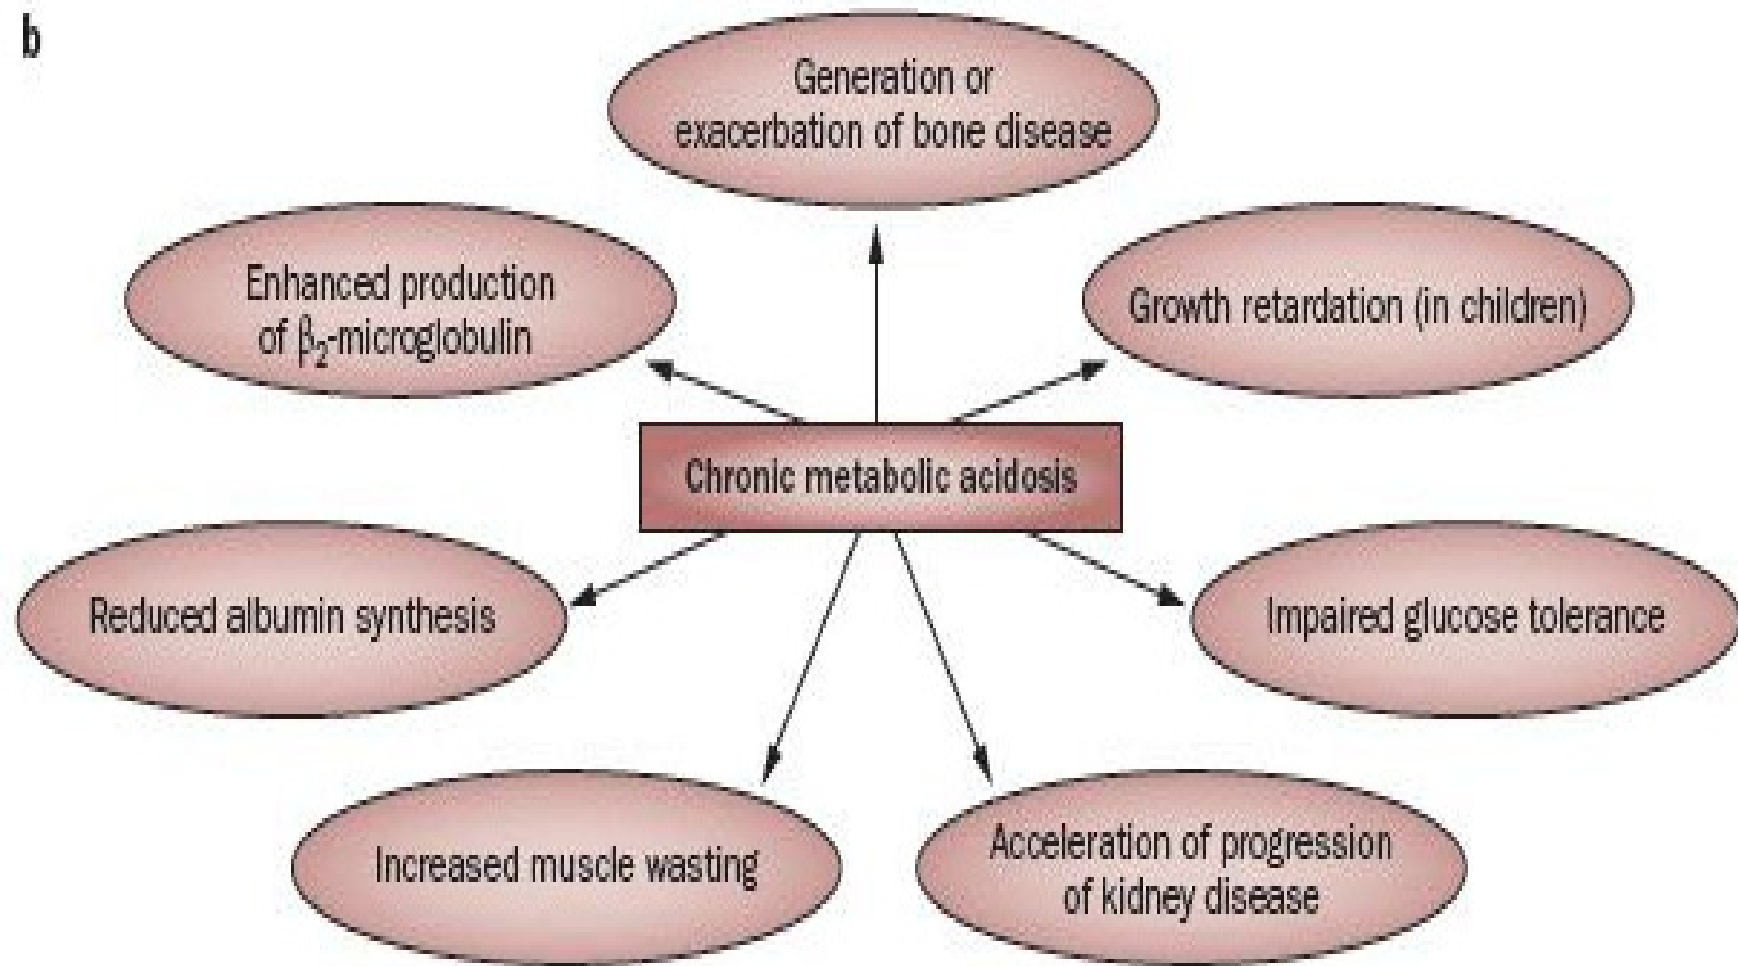 b
Generation or
exacerbation of bone disease
Enhanced production
of β₂-microglobulin
Growth retardation (in children)
Chronic metabolic acidosis
Reduced albumin synthesis
Impaired glucose tolerance
Increased muscle wasting
Acceleration of progression
of kidney disease